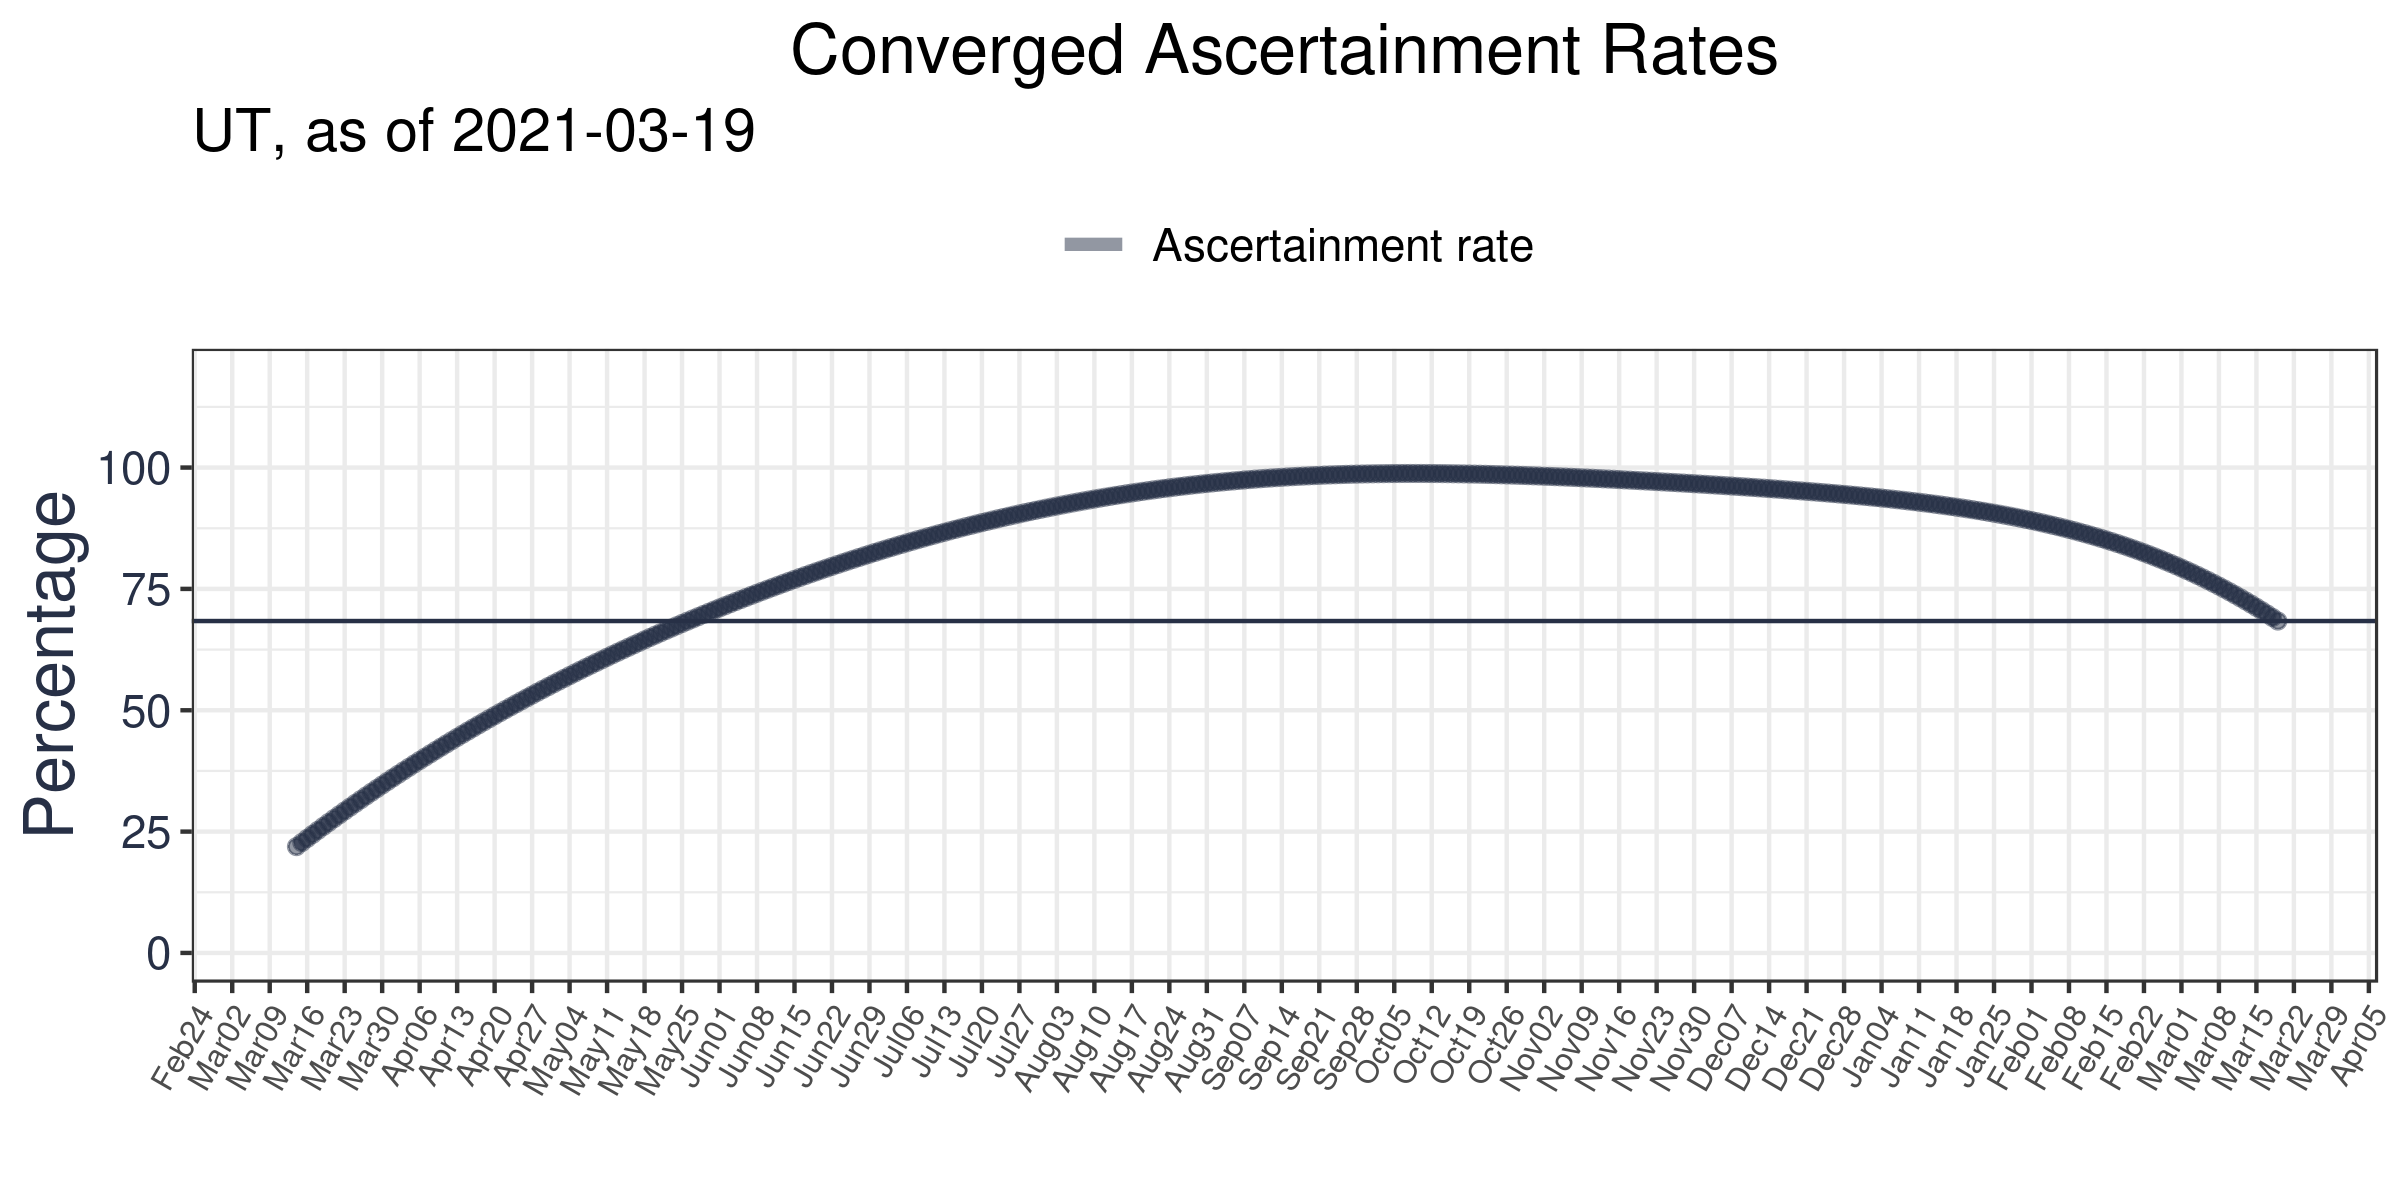 Converged Ascertainment Rates
UT, as of 2021-03-19
Ascertainment rate
Percentage
100
75
50
25
0
Feb24 Mar02 Mar09 Mar16 Mar23 Mar30 Apr06 Apr13 Apr20 Apr27 May04 May11 May18 May25 Jun01 Jun08 Jun15 Jun22 Jun29 Jul06 Jul13 Jul20 Jul27 Aug03 Aug10 Aug17 Aug24 Aug31 Sep07 Sep14 Sep21 Sep28 Oct05 Oct12 Oct19 Oct26 Nov02 Nov09 Nov16 Nov23 Nov30 Dec07 Dec14 Dec21 Dec28 Jan04 Jan11 Jan18 Jan25 Feb01 Feb08 Feb15 Feb22 Mar01 Mar08 Mar15 Mar22 Mar29 Apr05